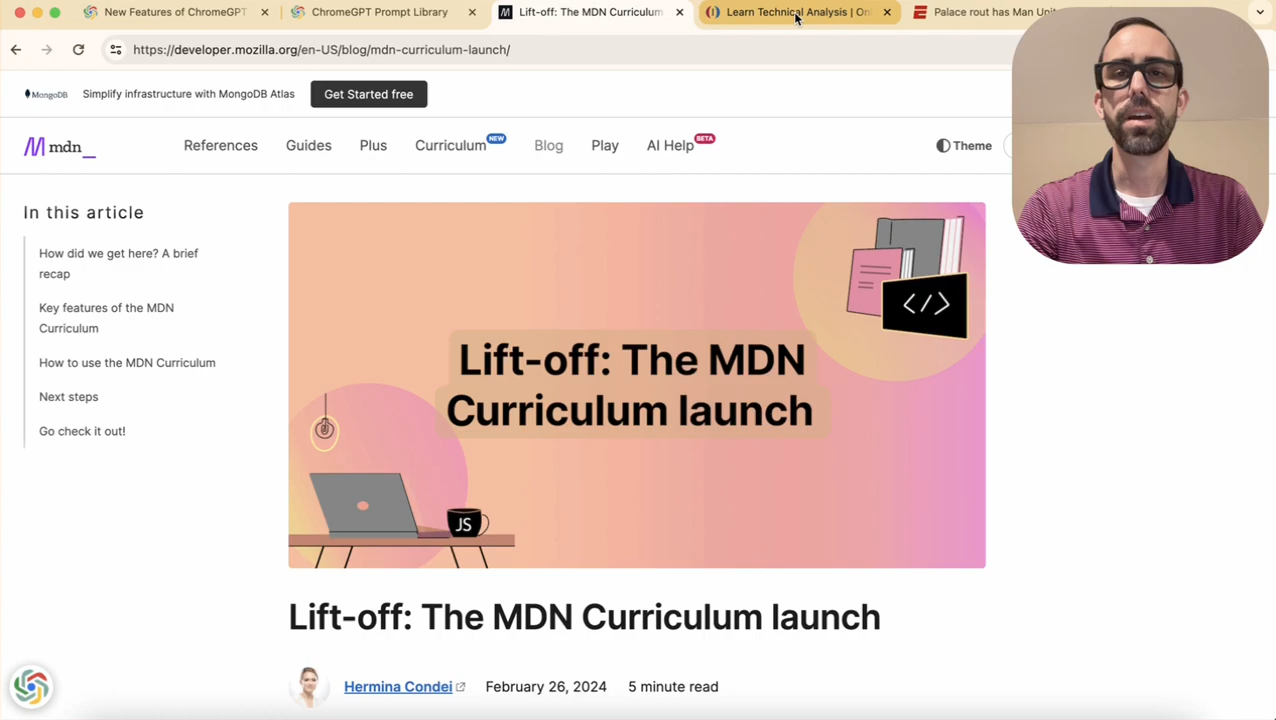 New Features of ChromeGPT
ChromeGPT Prompt Library
Lift-off: The MDN Curriculum
Learn Technical Analysis | On
Palace rout has Man Unit
https://developer.mozilla.org/en-US/blog/mdn-curriculum-launch/
MongoDB
Simplify infrastructure with MongoDB Atlas
Get Started free
mdn_
References
Guides
Plus
Curriculum NEW
Blog
Play
AI Help BETA
Theme
In this article
How did we get here? A brief
recap
Key features of the MDN
Curriculum
How to use the MDN Curriculum
Next steps
Go check it out!
</>
Lift-off: The MDN
Curriculum launch
JS
Lift-off: The MDN Curriculum launch
Hermina Condei
February 26, 2024
5 minute read